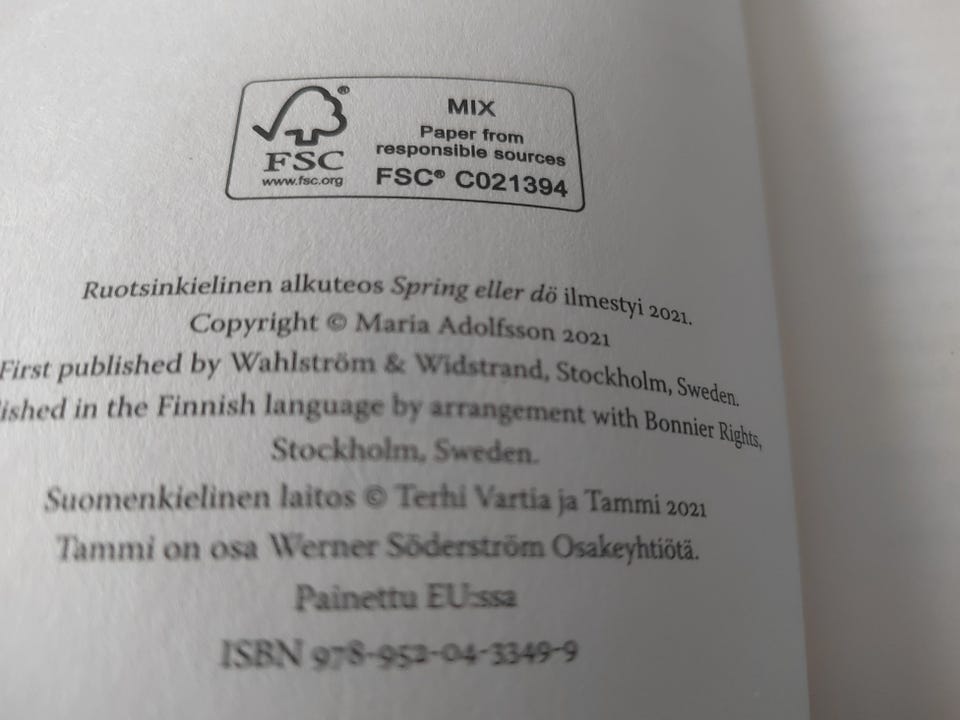 MIX
Paper from
responsible sources
FSC® C021394
®
FSC
www.fsc.org
Ruotsinkielinen alkuteos Spring eller dö ilmestyi 2021.
Copyright © Maria Adolfsson 2021
First published by Wahlström & Widstrand, Stockholm, Sweden.
ished in the Finnish language by arrangement with Bonnier Rights,
Stockholm, Sweden.
Suomenkielinen laitos © Terhi Vartia ja Tammi 2021
Tammi on osa Werner Söderström Osakeyhtiötä.
Painettu EU:ssa
ISBN 978-952-04-3349-9